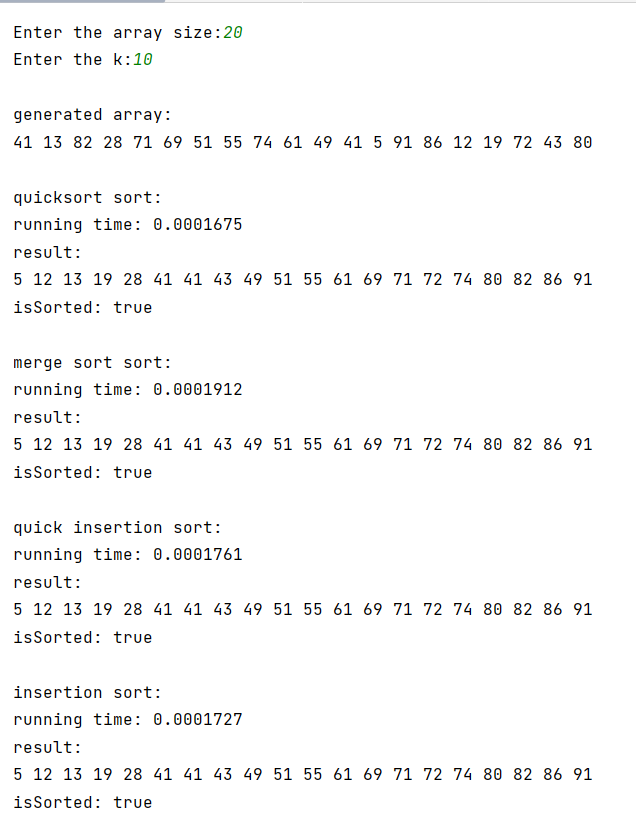 Enter the array size:20
Enter the k:10
generated array:
41 13 82 28 71 69 51 55 74 61 49 41 5 91 86 12 19 72 43 80
quicksort sort:
running time: 0.0001675
result:
5 12 13 19 28 41 41 43 49 51 55 61 69 71 72 74 80 82 86 91
isSorted: true
merge sort sort:
running time: 0.0001912
result:
5 12 13 19 28 41 41 43 49 51 55 61 69 71 72 74 80 82 86 91
isSorted: true
quick insertion sort:
running time: 0.0001761
result:
5 12 13 19 28 41 41 43 49 51 55 61 69 71 72 74 80 82 86 91
isSorted: true
insertion sort:
running time: 0.0001727
result:
5 12 13 19 28 41 41 43 49 51 55 61 69 71 72 74 80 82 86 91
isSorted: true